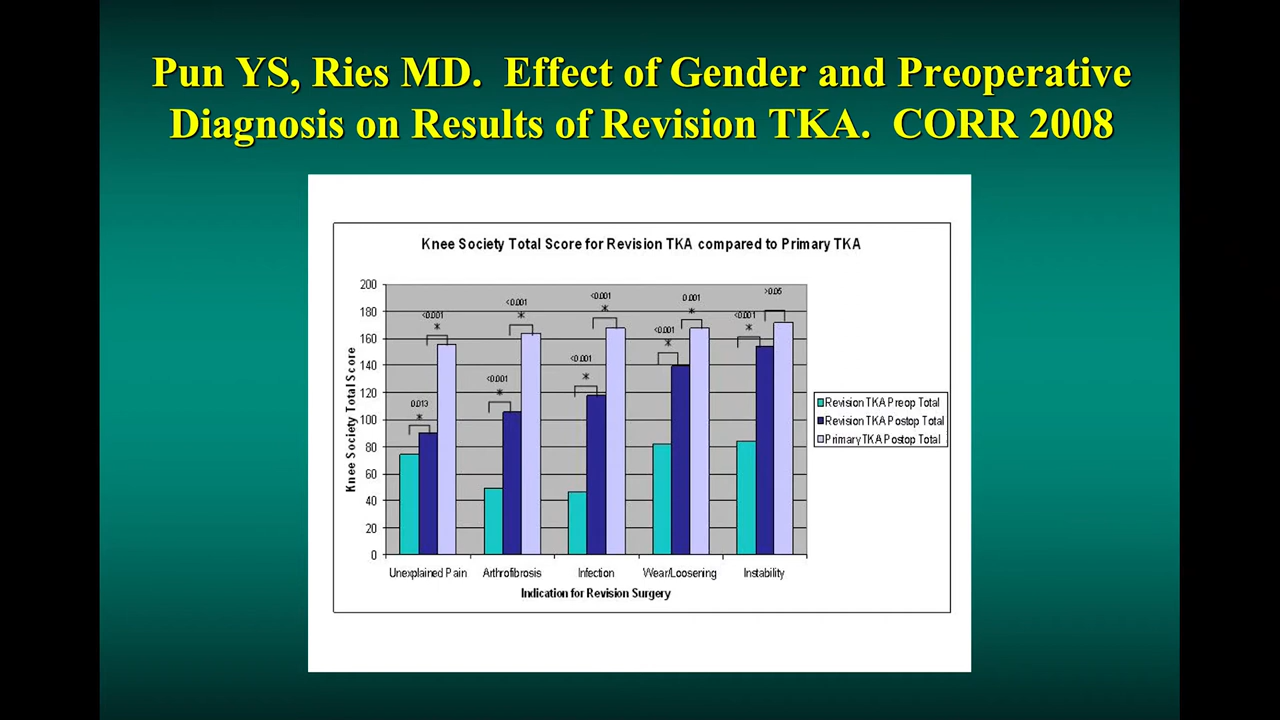 Pun YS, Ries MD. Effect of Gender and Preoperative
Diagnosis on Results of Revision TKA. CORR 2008
Knee Society Total Score for Revision TKA compared to Primary TKA
Knee Society Total Score
200
180
160
140
120
100
80
60
40
20
0
0.013
*
<0.001
*
<0.001
*
<0.001
*
<0.001
*
<0.001
*
<0.001
*
0.001
*
<0.001
*
>0.05
Unexplained Pain
Arthrofibrosis
Infection
Wear/Loosening
Instability
Indication for Revision Surgery
Revision TKA Preop Total
Revision TKA Postop Total
Primary TKA Postop Total